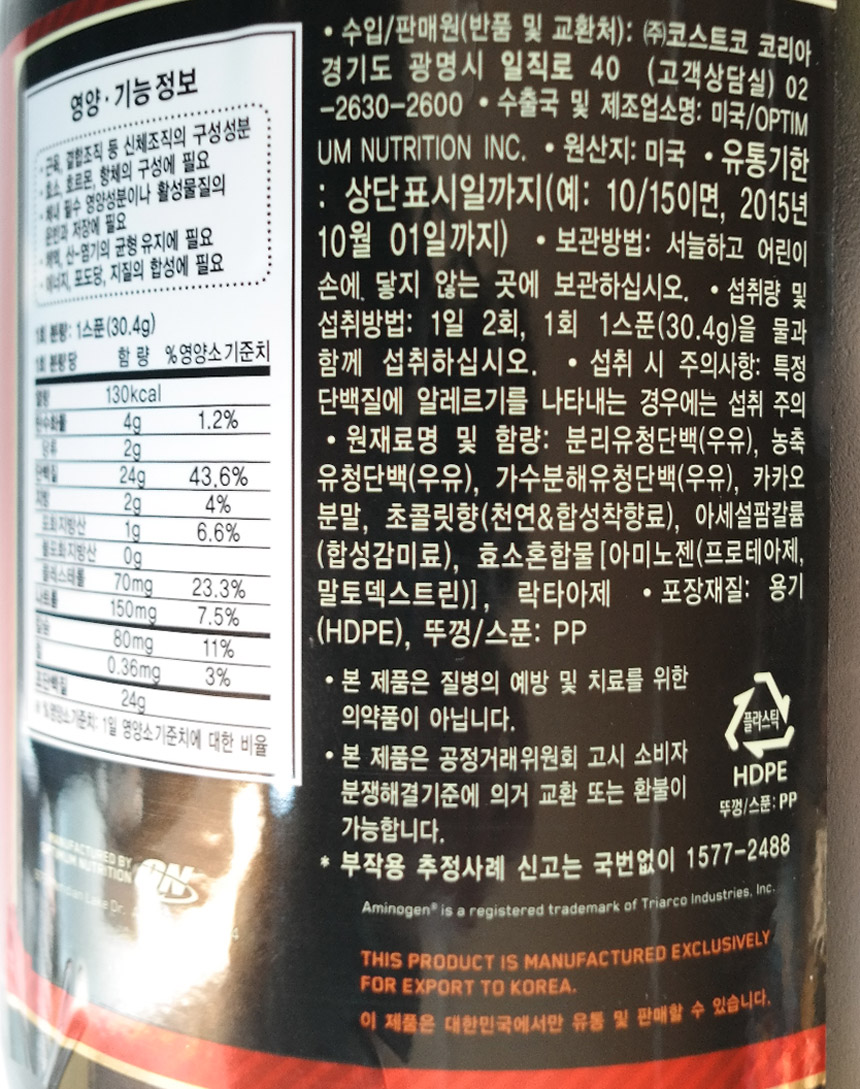 영양·기능정보
- 근육, 결합조직 등 신체조직의 구성성분
- 효소, 호르몬, 항체의 구성에 필요
- 체내 필수 영양성분이나 활성물질의
운반과 저장에 필요
- 체액, 산-염기의 균형 유지에 필요
- 에너지, 포도당, 지질의 합성에 필요
1회 분량: 1스푼(30.4g)
1회 분량당 함 량 %영양소기준치
열량 130kcal
탄수화물 4g 1.2%
당류 2g
단백질 24g 43.6%
지방 2g 4%
포화지방산 1g 6.6%
불포화지방산 0g
콜레스테롤 70mg 23.3%
나트륨 150mg 7.5%
칼슘 80mg 11%
철 0.36mg 3%
조단백질 24g
* %영양소기준치: 1일 영양소기준치에 대한 비율
MANUFACTURED BY
OPTIMUM NUTRITION
ON
Lake Dr.
• 수입/판매원(반품 및 교환처): ㈜코스트코 코리아
경기도 광명시 일직로 40 (고객상담실) 02
-2630-2600 • 수출국 및 제조업소명: 미국/OPTIM
UM NUTRITION INC. • 원산지: 미국 • 유통기한
: 상단표시일까지(예: 10/15이면, 2015년
10월 01일까지) • 보관방법: 서늘하고 어린이
손에 닿지 않는 곳에 보관하십시오. • 섭취량 및
섭취방법: 1일 2회, 1회 1스푼(30.4g)을 물과
함께 섭취하십시오. • 섭취 시 주의사항: 특정
단백질에 알레르기를 나타내는 경우에는 섭취 주의
• 원재료명 및 함량: 분리유청단백(우유), 농축
유청단백(우유), 가수분해유청단백(우유), 카카오
분말, 초콜릿향(천연&합성착향료), 아세설팜칼륨
(합성감미료), 효소혼합물[아미노젠(프로테아제,
말토덱스트린)], 락타아제 • 포장재질: 용기
(HDPE), 뚜껑/스푼: PP
• 본 제품은 질병의 예방 및 치료를 위한
의약품이 아닙니다.
• 본 제품은 공정거래위원회 고시 소비자
분쟁해결기준에 의거 교환 또는 환불이
가능합니다.
플라스틱
HDPE
뚜껑/스푼: PP
* 부작용 추정사례 신고는 국번없이 1577-2488
Aminogen® is a registered trademark of Triarco Industries, Inc.
THIS PRODUCT IS MANUFACTURED EXCLUSIVELY
FOR EXPORT TO KOREA.
이 제품은 대한민국에서만 유통 및 판매할 수 있습니다.